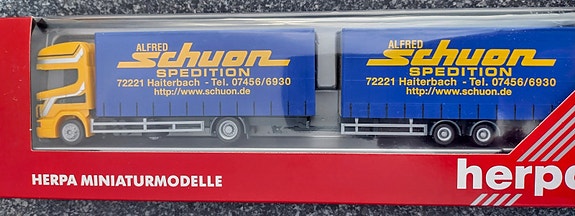 ALFRED
Schuon
SPEDITION
72221 Haiterbach - Tel. 07456/6930
http://www.schuon.de
ALFRED
Schuon
SPEDITION
72221 Haiterbach - Tel. 07456/6930
http://www.schuon.de
HERPA MINIATURMODELLE
herpa